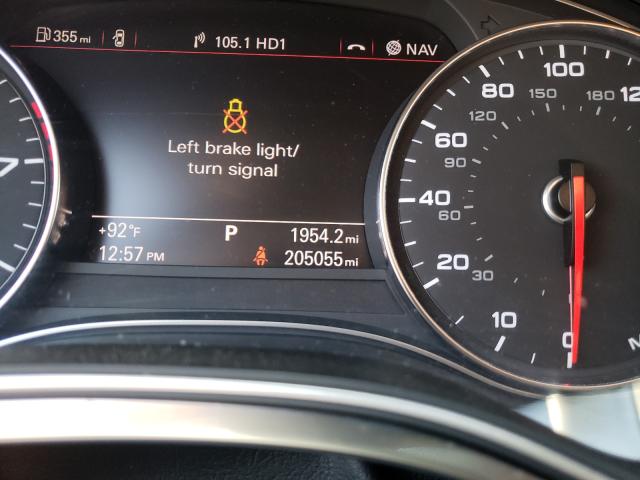 355 mi 105.1 HD1 NAV
Left brake light/
turn signal
+92°F P 1954.2 mi
12:57 PM 205055 mi
100
80
60
40
20
10
0
120
90
60
30
150
180